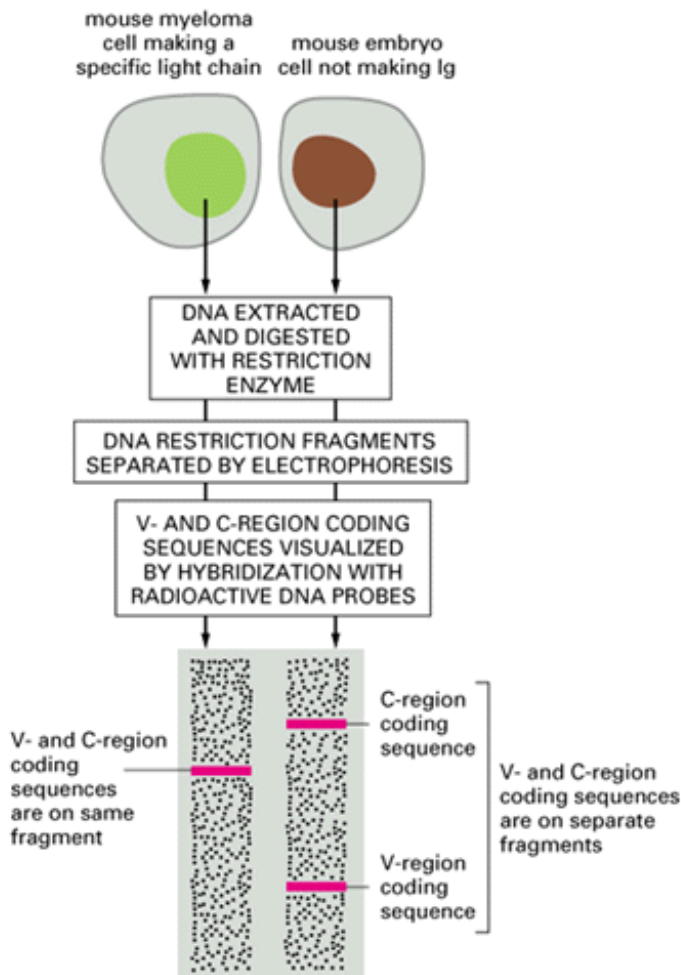 mouse myeloma
cell making a
specific light chain
mouse embryo
cell not making Ig
DNA EXTRACTED
AND DIGESTED
WITH RESTRICTION
ENZYME
DNA RESTRICTION FRAGMENTS
SEPARATED BY ELECTROPHORESIS
V- AND C-REGION CODING
SEQUENCES VISUALIZED
BY HYBRIDIZATION WITH
RADIOACTIVE DNA PROBES
V- and C-region
coding
sequences
are on same
fragment
C-region
coding
sequence
V-region
coding
sequence
V- and C-region
coding sequences
are on separate
fragments